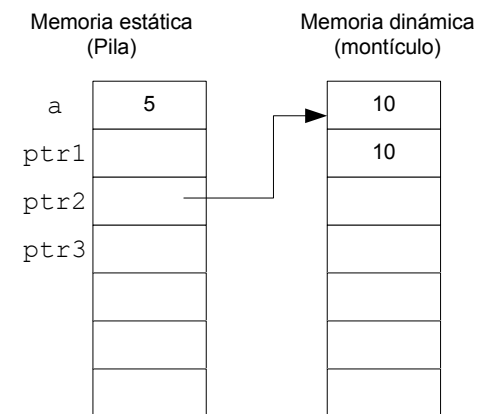 Memoria estática
(Pila)
Memoria dinámica
(montículo)
a
5
10
ptr1
10
ptr2
ptr3